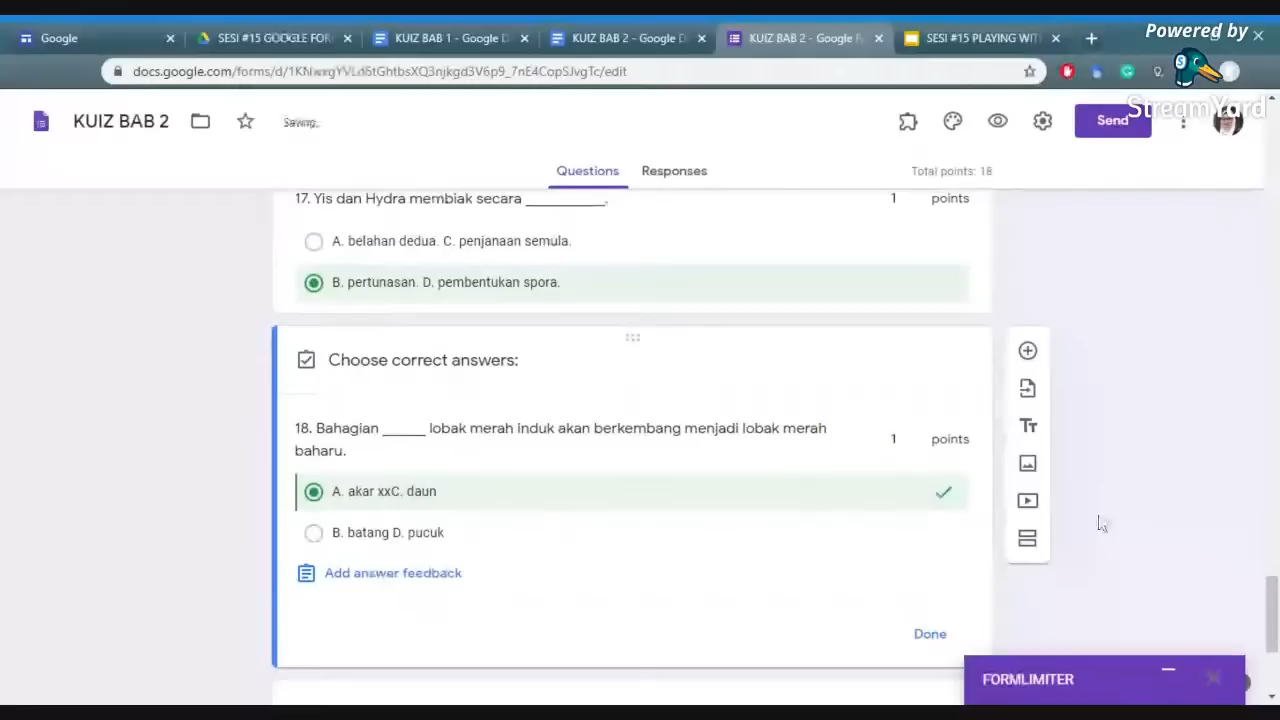 Powered by
Google
SESI #15 GOOGLE FOR
KUIZ BAB 1 - Google D
KUIZ BAB 2 - Google D
KUIZ BAB 2 - Google F
SESI #15 PLAYING WIT
StreamYard
KUIZ BAB 2
Saving...
Send
Questions
Responses
Total points: 18
17. Yis dan Hydra membiak secara ___________.
1 points
A. belahan dedua. C. penjanaan semula.
B. pertunasan. D. pembentukan spora.
Choose correct answers:
18. Bahagian ______ lobak merah induk akan berkembang menjadi lobak merah
baharu.
1 points
A. akar xxC. daun
B. batang D. pucuk
Add answer feedback
Done
FORMLIMITER